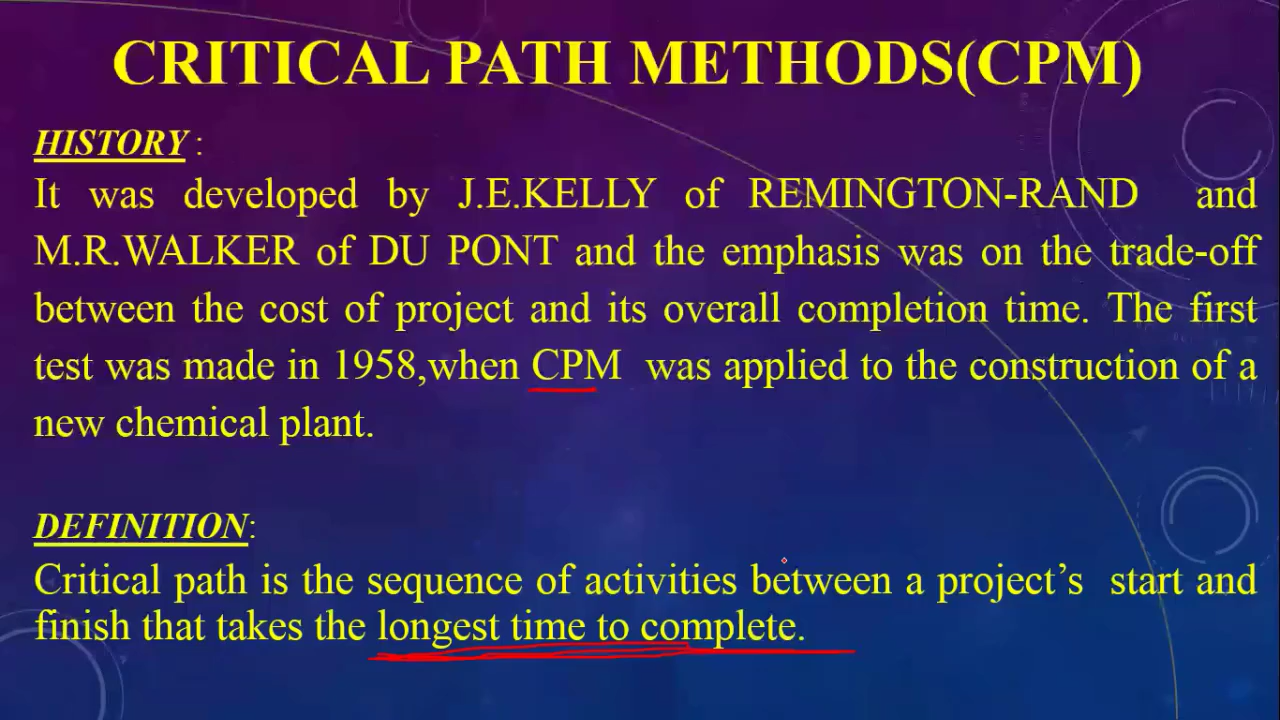 CRITICAL PATH METHODS(CPM)
HISTORY :
It was developed by J.E.KELLY of REMINGTON-RAND and
M.R.WALKER of DU PONT and the emphasis was on the trade-off
between the cost of project and its overall completion time. The first
test was made in 1958,when CPM was applied to the construction of a
new chemical plant.
DEFINITION:
Critical path is the sequence of activities between a project’s start and
finish that takes the longest time to complete.